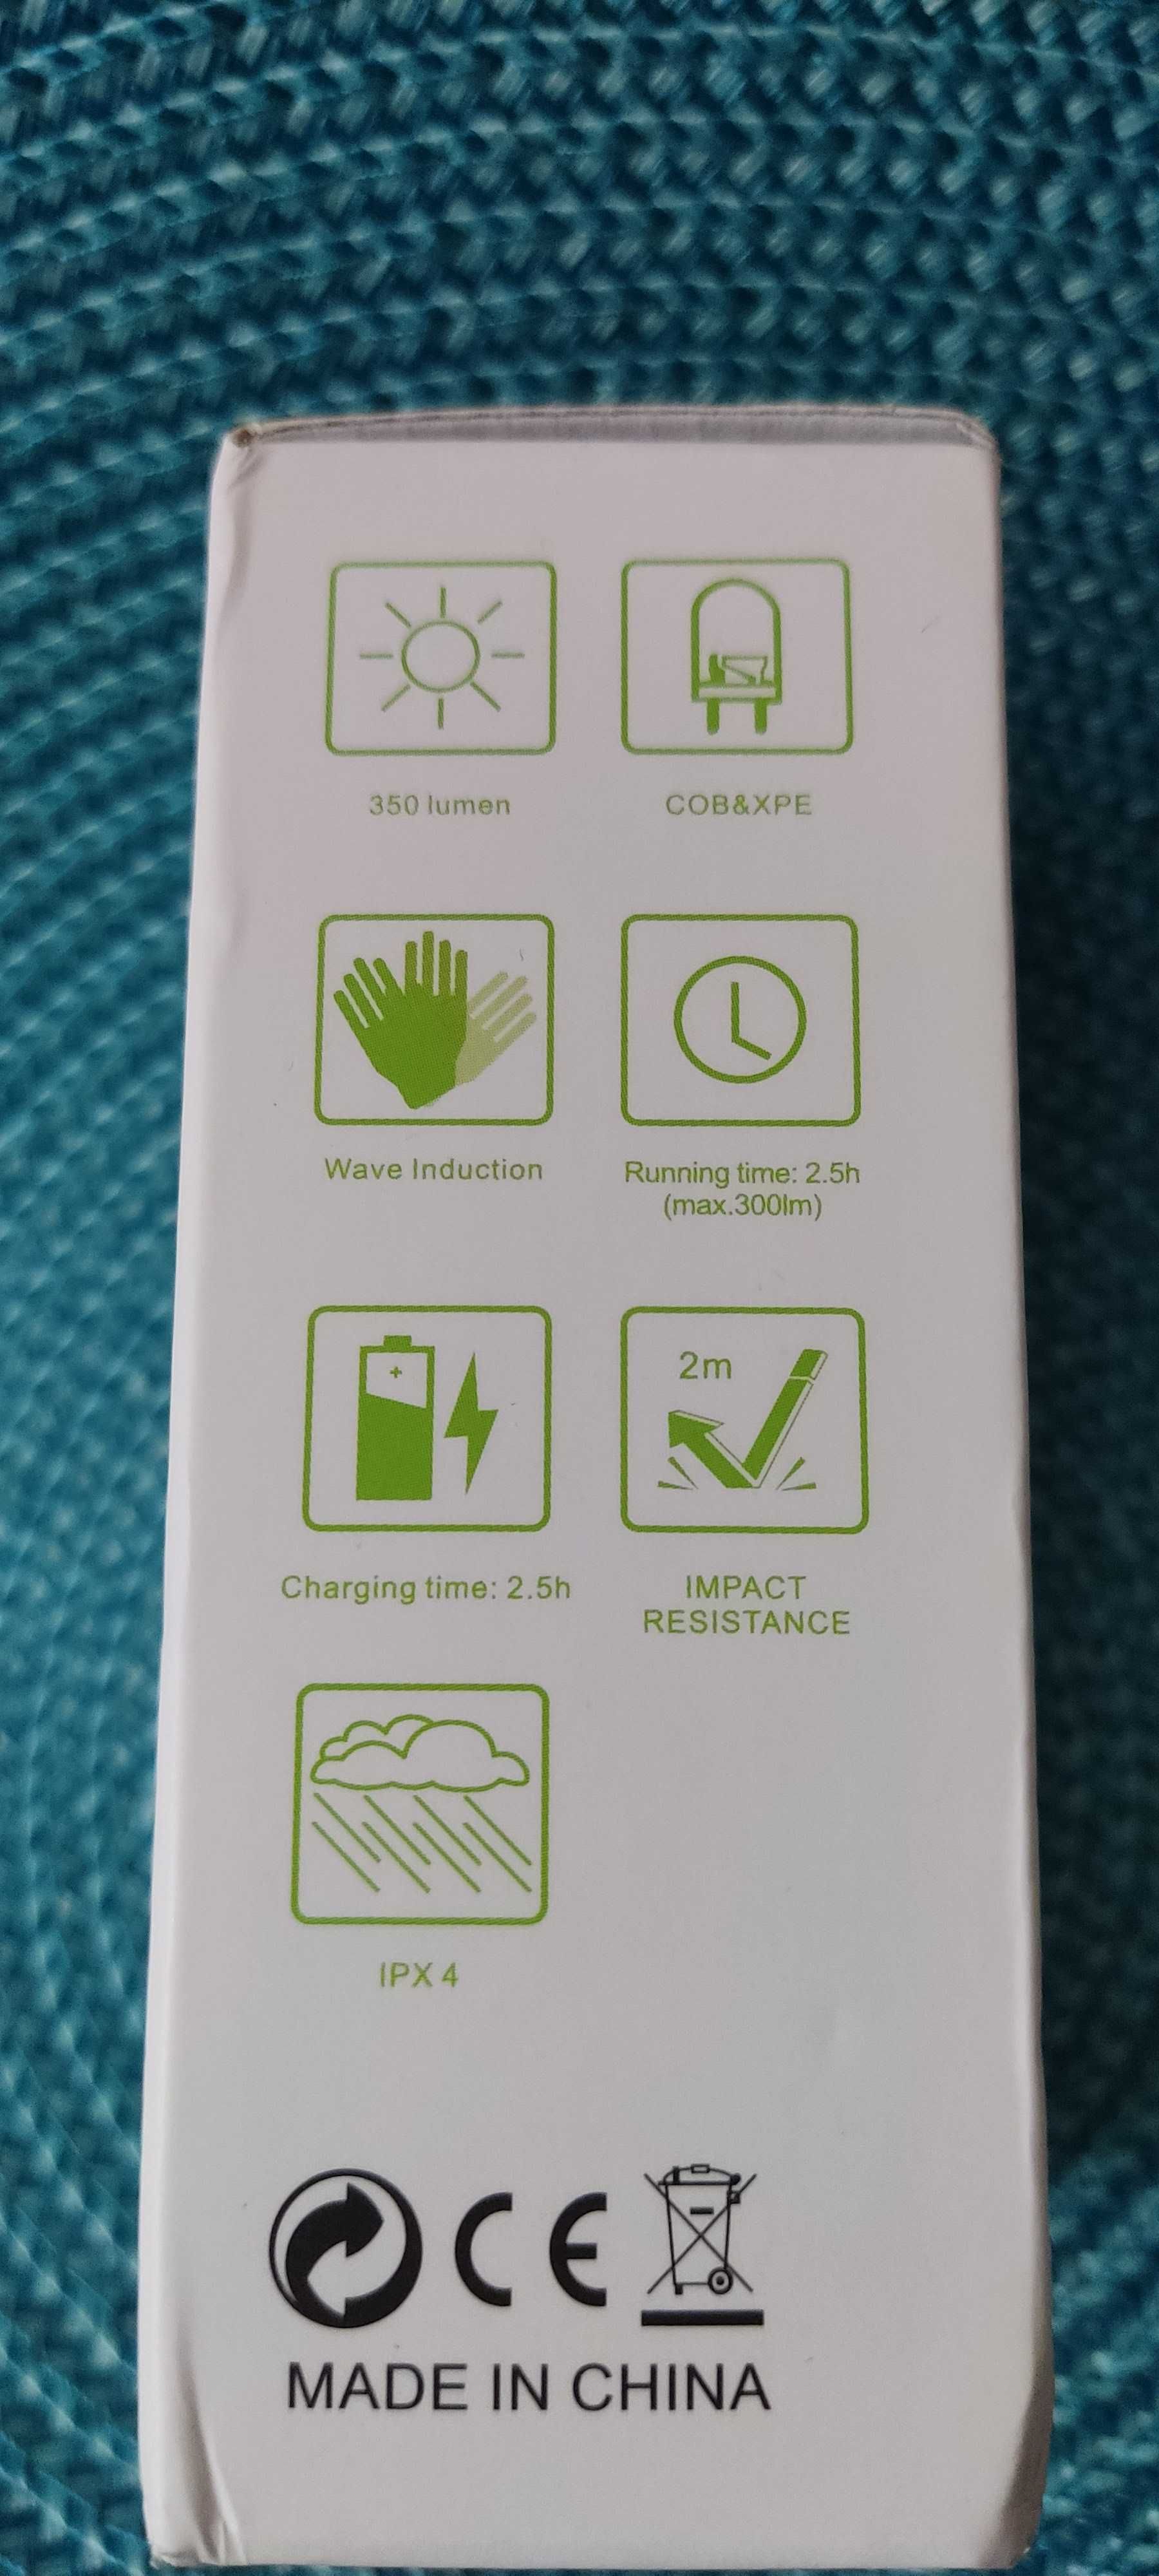 350 lumen
COB&XPE
Wave Induction
Running time: 2.5h
(max.300lm)
2m
Charging time: 2.5h
IMPACT
RESISTANCE
IPX 4
CE
MADE IN CHINA